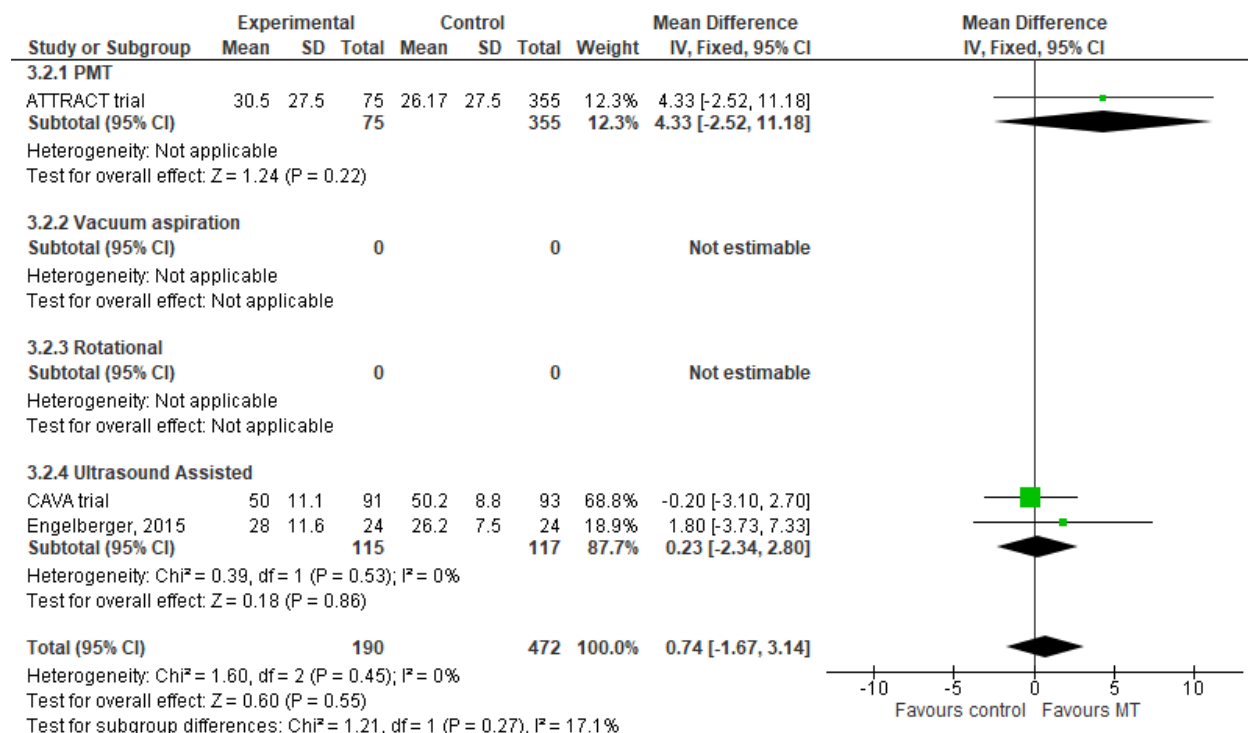 Experimental Control Mean Difference Mean Difference
Study or Subgroup Mean SD Total Mean SD Total Weight IV, Fixed, 95% CI IV, Fixed, 95% CI
3.2.1 PMT
ATTRACT trial 30.5 27.5 75 26.17 27.5 355 12.3% 4.33 [-2.52, 11.18]
Subtotal (95% CI) 75 355 12.3% 4.33 [-2.52, 11.18]
Heterogeneity: Not applicable
Test for overall effect: Z = 1.24 (P = 0.22)
3.2.2 Vacuum aspiration
Subtotal (95% CI) 0 0 Not estimable
Heterogeneity: Not applicable
Test for overall effect: Not applicable
3.2.3 Rotational
Subtotal (95% CI) 0 0 Not estimable
Heterogeneity: Not applicable
Test for overall effect: Not applicable
3.2.4 Ultrasound Assisted
CAVA trial 50 11.1 91 50.2 8.8 93 68.8% -0.20 [-3.10, 2.70]
Engelberger, 2015 28 11.6 24 26.2 7.5 24 18.9% 1.80 [-3.73, 7.33]
Subtotal (95% CI) 115 117 87.7% 0.23 [-2.34, 2.80]
Heterogeneity: Chi² = 0.39, df = 1 (P = 0.53); I² = 0%
Test for overall effect: Z = 0.18 (P = 0.86)
Total (95% CI) 190 472 100.0% 0.74 [-1.67, 3.14]
Heterogeneity: Chi² = 1.60, df = 2 (P = 0.45); I² = 0%
Test for overall effect: Z = 0.60 (P = 0.55)
Test for subgroup differences: Chi² = 1.21, df = 1 (P = 0.27), I² = 17.1%
-10 -5 0 5 10
Favours control Favours MT